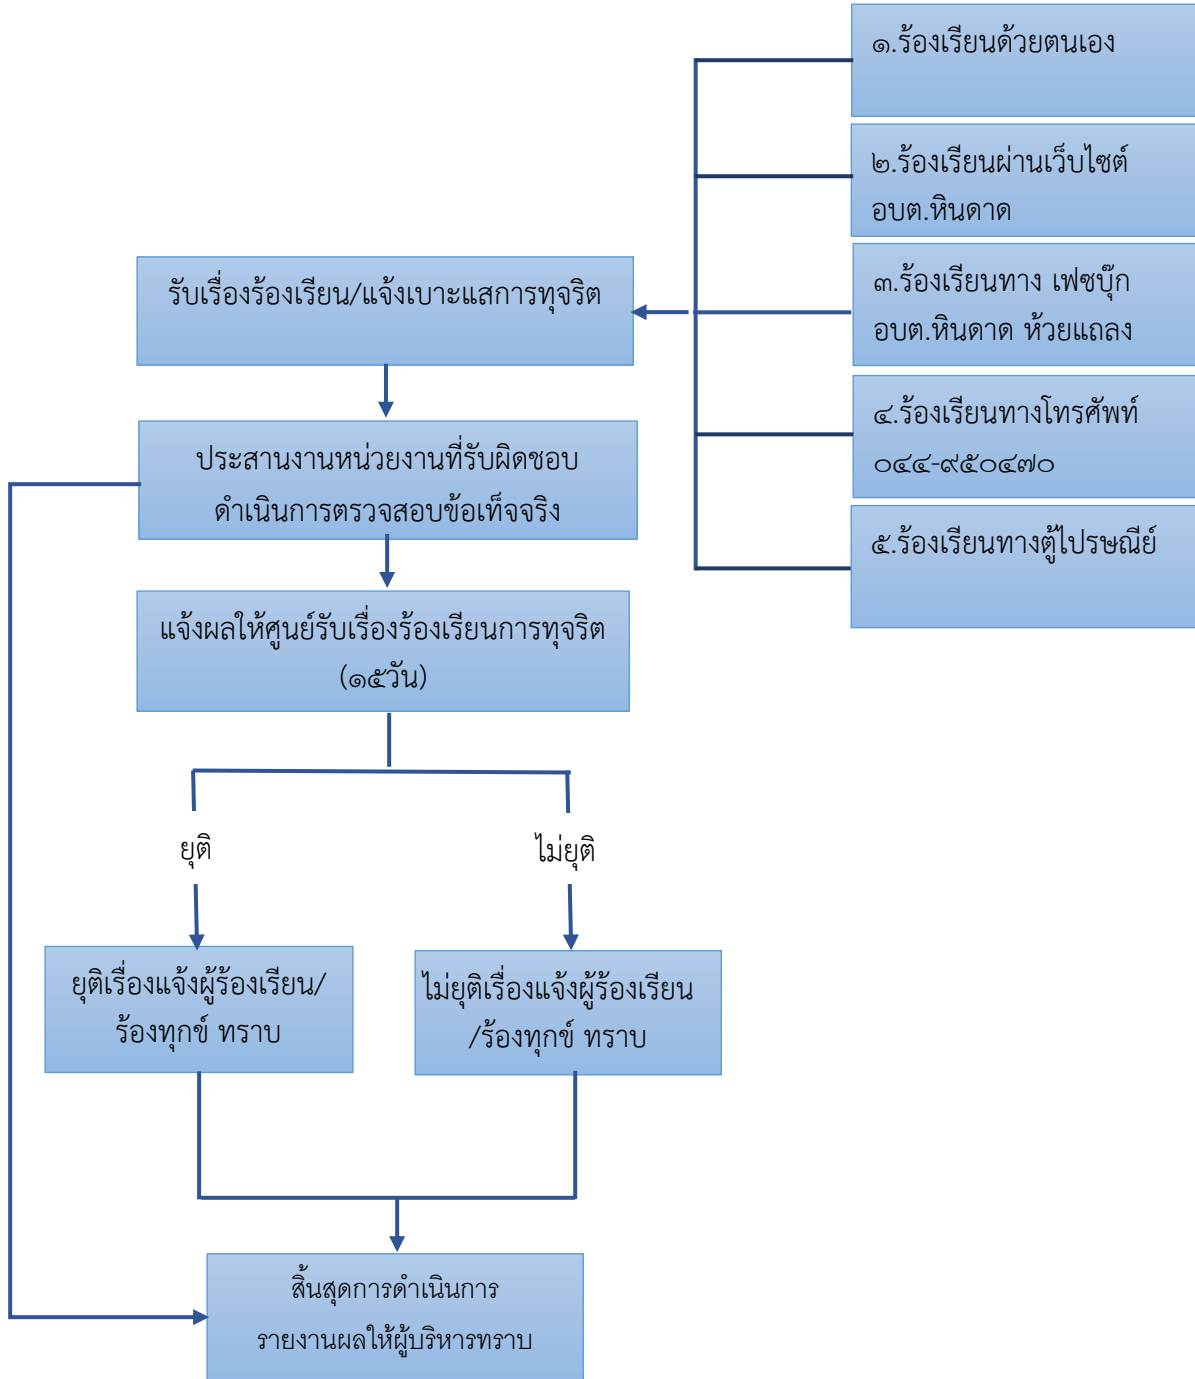 ๑.ร้องเรียนด้วยตนเอง
๒.ร้องเรียนผ่านเว็บไซต์
อบต.หินดาด
๓.ร้องเรียนทาง เฟซบุ๊ก
อบต.หินดาด ห้วยแถลง
๔.ร้องเรียนทางโทรศัพท์
๐๔๔-๙๕๐๔๗๐
๕.ร้องเรียนทางตู้ไปรษณีย์
รับเรื่องร้องเรียน/แจ้งเบาะแสการทุจริต
ประสานงานหน่วยงานที่รับผิดชอบ
ดำเนินการตรวจสอบข้อเท็จจริง
แจ้งผลให้ศูนย์รับเรื่องร้องเรียนการทุจริต
(๑๕วัน)
ยุติ
ไม่ยุติ
ยุติเรื่องแจ้งผู้ร้องเรียน/
ร้องทุกข์ ทราบ
ไม่ยุติเรื่องแจ้งผู้ร้องเรียน
/ร้องทุกข์ ทราบ
สิ้นสุดการดำเนินการ
รายงานผลให้ผู้บริหารทราบ